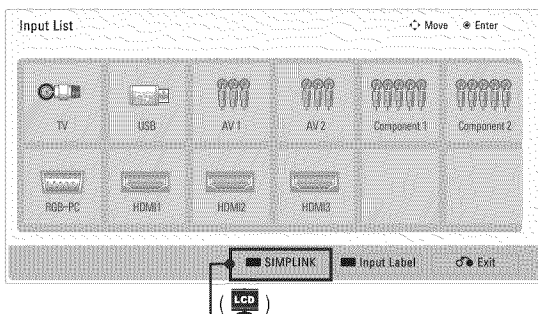 Input List
Move Enter
TV USB AV 1 AV 2 Component 1 Component 2
RGB-PC HDMI1 HDMI2 HDMI3
SIMPLINK Input Label Exit
( LCD )